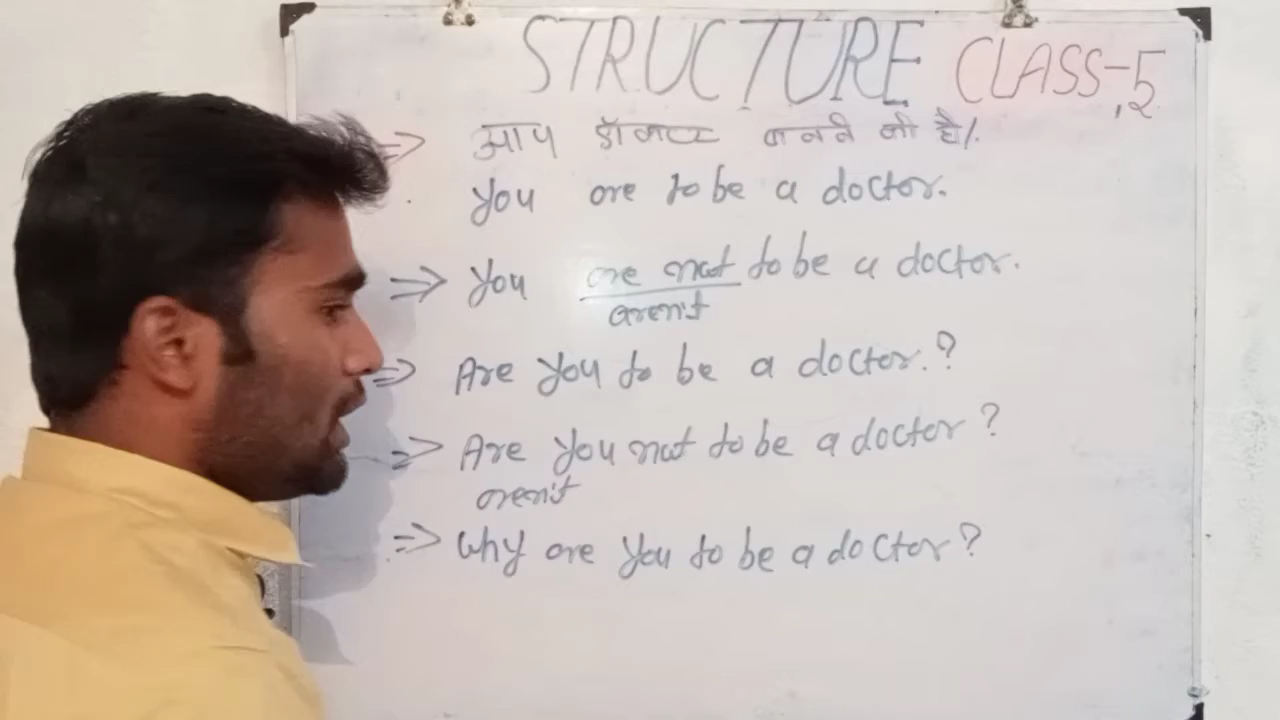 STRUCTURE CLASS-5
⇒ आप डॉक्टर बानने को है/.
You are to be a doctor.
⇒ You are not to be a doctor.
aren't
⇒ Are you to be a doctor.?
⇒ Are you not to be a doctor?
aren't
⇒ Why are you to be a doctor?